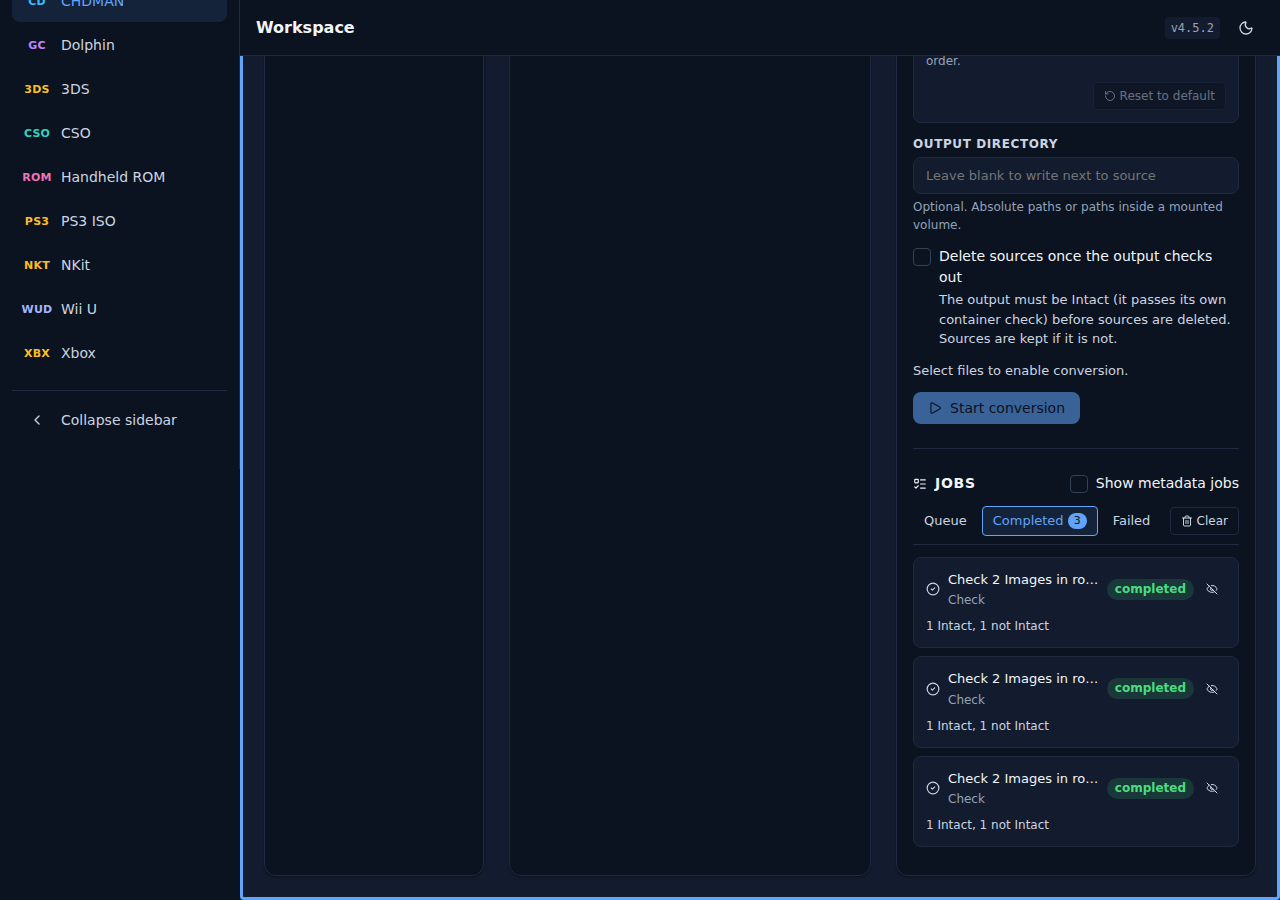 CD CHDMAN
GC Dolphin
3DS 3DS
CSO CSO
ROM Handheld ROM
PS3 PS3 ISO
NKT NKit
WUD Wii U
XBX Xbox
Collapse sidebar
Workspace
v4.5.2
order.
Reset to default
OUTPUT DIRECTORY
Leave blank to write next to source
Optional. Absolute paths or paths inside a mounted
volume.
Delete sources once the output checks
out
The output must be Intact (it passes its own
container check) before sources are deleted.
Sources are kept if it is not.
Select files to enable conversion.
Start conversion
JOBS
Show metadata jobs
Queue
Completed 3
Failed
Clear
Check 2 Images in ro… completed
Check
1 Intact, 1 not Intact
Check 2 Images in ro… completed
Check
1 Intact, 1 not Intact
Check 2 Images in ro… completed
Check
1 Intact, 1 not Intact